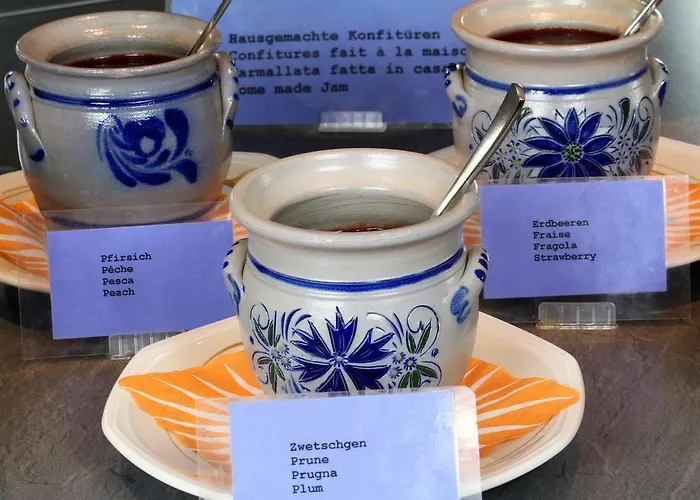 Hausgemachte Konfitüren
Confitures fait à la
fatta in
made Jam
Pfirsich
Pêche
Pesca
Peach
Erdbeeren
Fraise
Fragola
Strawberry
Zwetschgen
Prune
Prugna
Plum